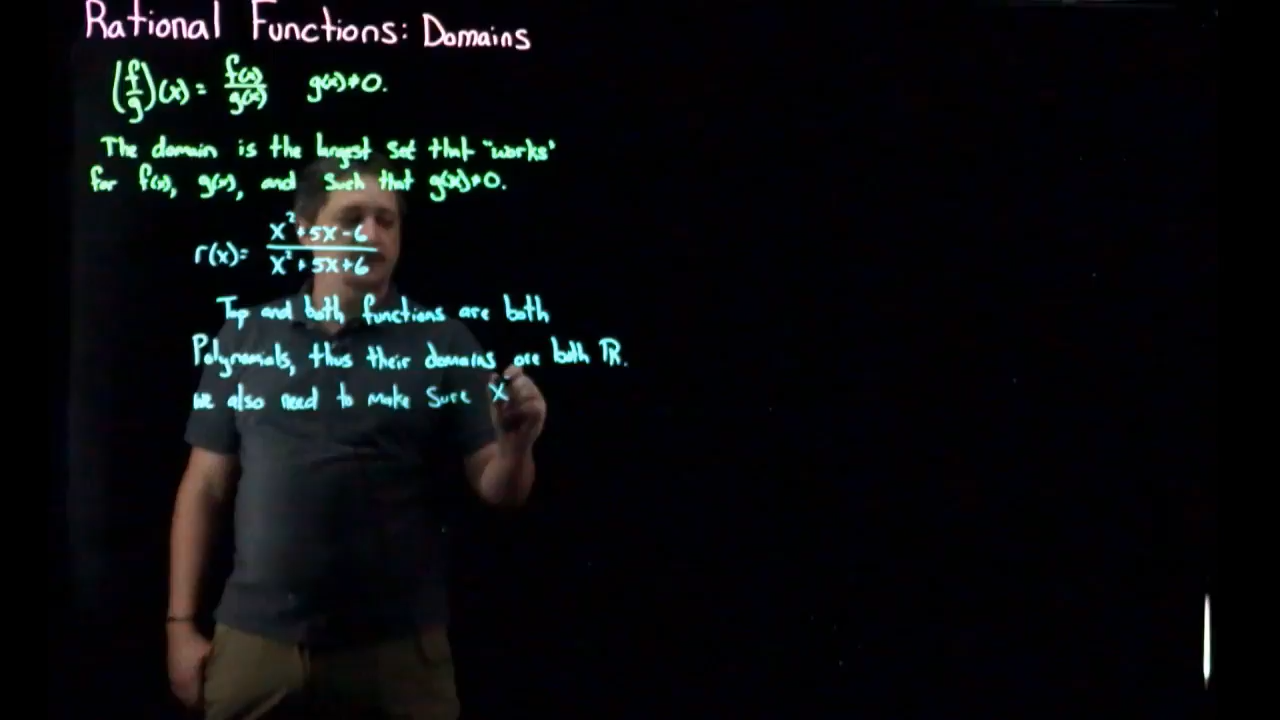 Rational Functions: Domains
(f/g)(x) = f(x)/g(x) g(x)≠0.
The domain is the largest set that "works"
for f(x), g(x), and such that g(x)≠0.
r(x)= x²+5x-6 / x²+5x+6
Top and both functions are both
Polynomials, thus their domains are both ℝ.
we also need to make sure x